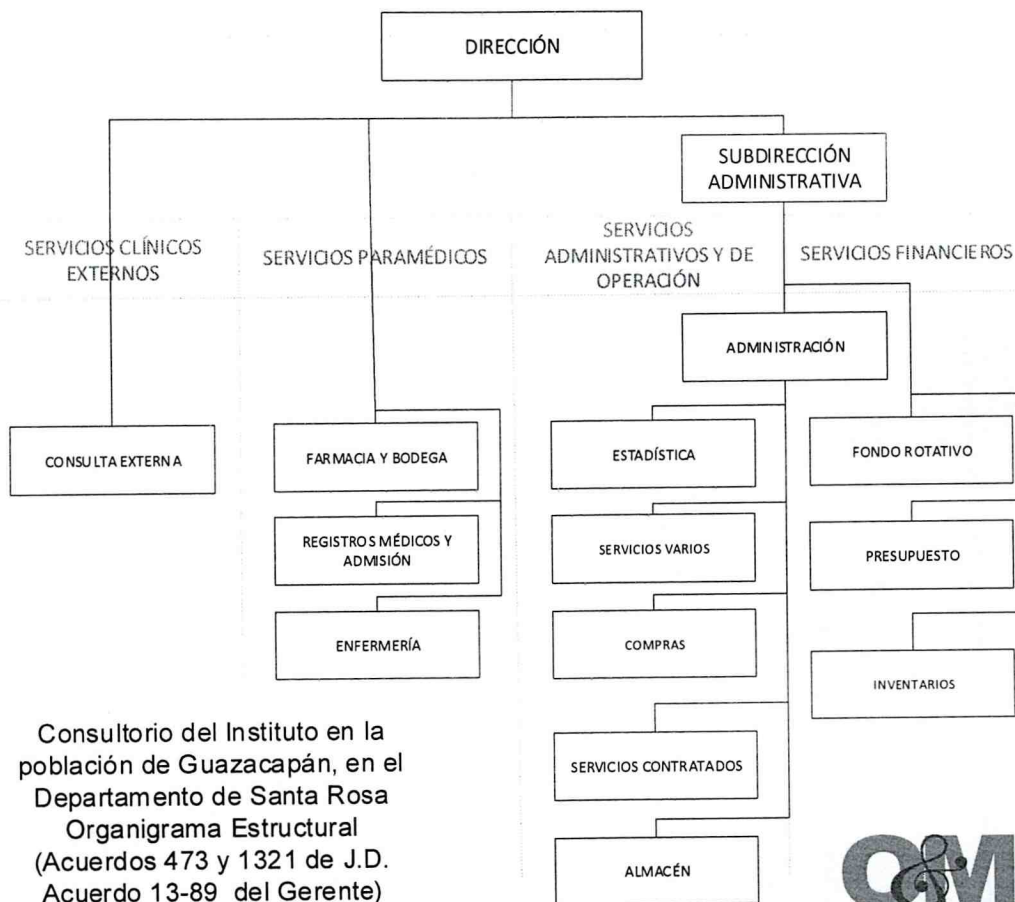 DIRECCIÓN
SUBDIRECCIÓN
ADMINISTRATIVA
SERVICIOS CLÍNICOS
EXTERNOS
SERVICIOS PARAMÉDICOS
SERVICIOS
ADMINISTRATIVOS Y DE
OPERACIÓN
SERVICIOS FINANCIEROS
ADMINISTRACIÓN
CONSULTA EXTERNA
FARMACIA Y BODEGA
ESTADÍSTICA
FONDO ROTATIVO
REGISTROS MÉDICOS Y
ADMISIÓN
SERVICIOS VARIOS
PRESUPUESTO
ENFERMERÍA
COMPRAS
INVENTARIOS
SERVICIOS CONTRATADOS
ALMACÉN
Consultorio del Instituto en la
población de Guazacapán, en el
Departamento de Santa Rosa
Organigrama Estructural
(Acuerdos 473 y 1321 de J.D.
Acuerdo 13-89 del Gerente)
O&M